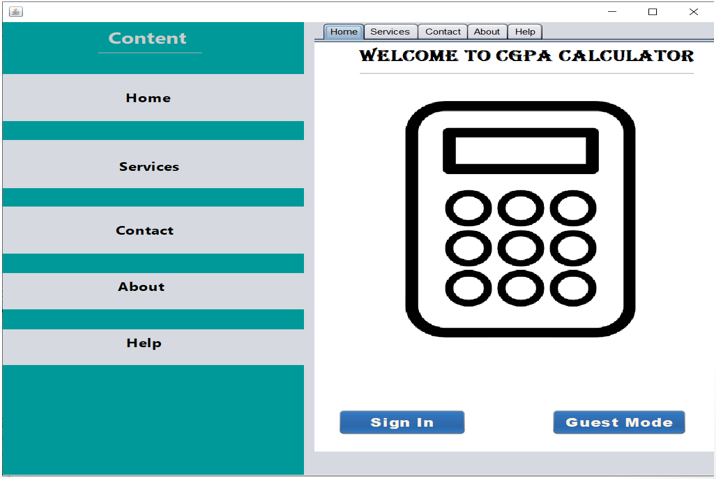 Content
Home
Services
Contact
About
Help
Home Services Contact About Help
WELCOME TO CGPA CALCULATOR
Sign In
Guest Mode